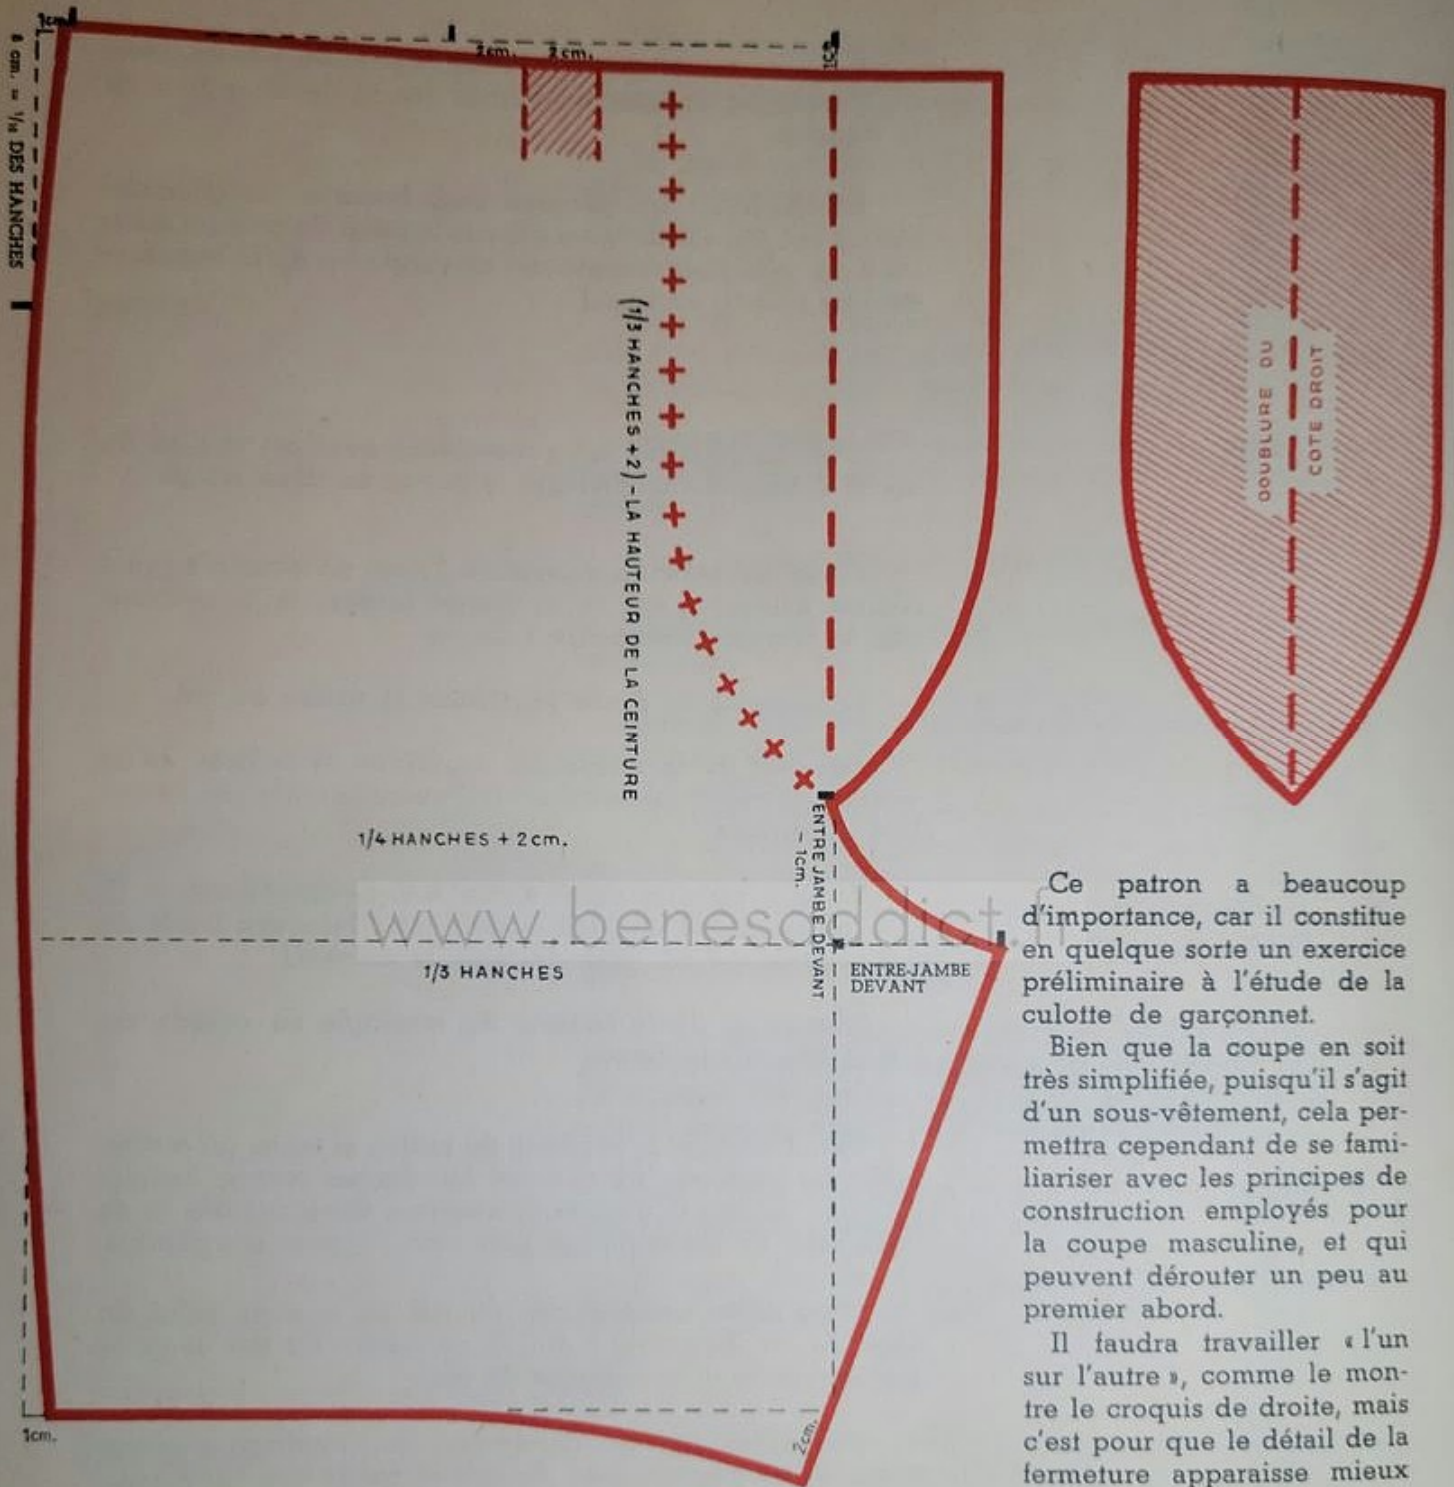 1cm.
2cm. 2cm.
8 cm. = 1/10 DES HANCHES
(1/3 HANCHES + 2) - LA HAUTEUR DE LA CEINTURE
DOUBLURE DU
COTE DROIT
1/4 HANCHES + 2cm.
ENTRE JAMBE DEVANT
- 1cm.
www.benesaddict.fr
1/3 HANCHES
ENTRE-JAMBE
DEVANT
1cm.
2cm.
Ce patron a beaucoup
d'importance, car il constitue
en quelque sorte un exercice
préliminaire à l'étude de la
culotte de garçonnet.
Bien que la coupe en soit
très simplifiée, puisqu'il s'agit
d'un sous-vêtement, cela per-
mettra cependant de se fami-
liariser avec les principes de
construction employés pour
la coupe masculine, et qui
peuvent dérouter un peu au
premier abord.
Il faudra travailler « l'un
sur l'autre », comme le mon-
tre le croquis de droite, mais
c'est pour que le détail de la
fermeture apparaisse mieux